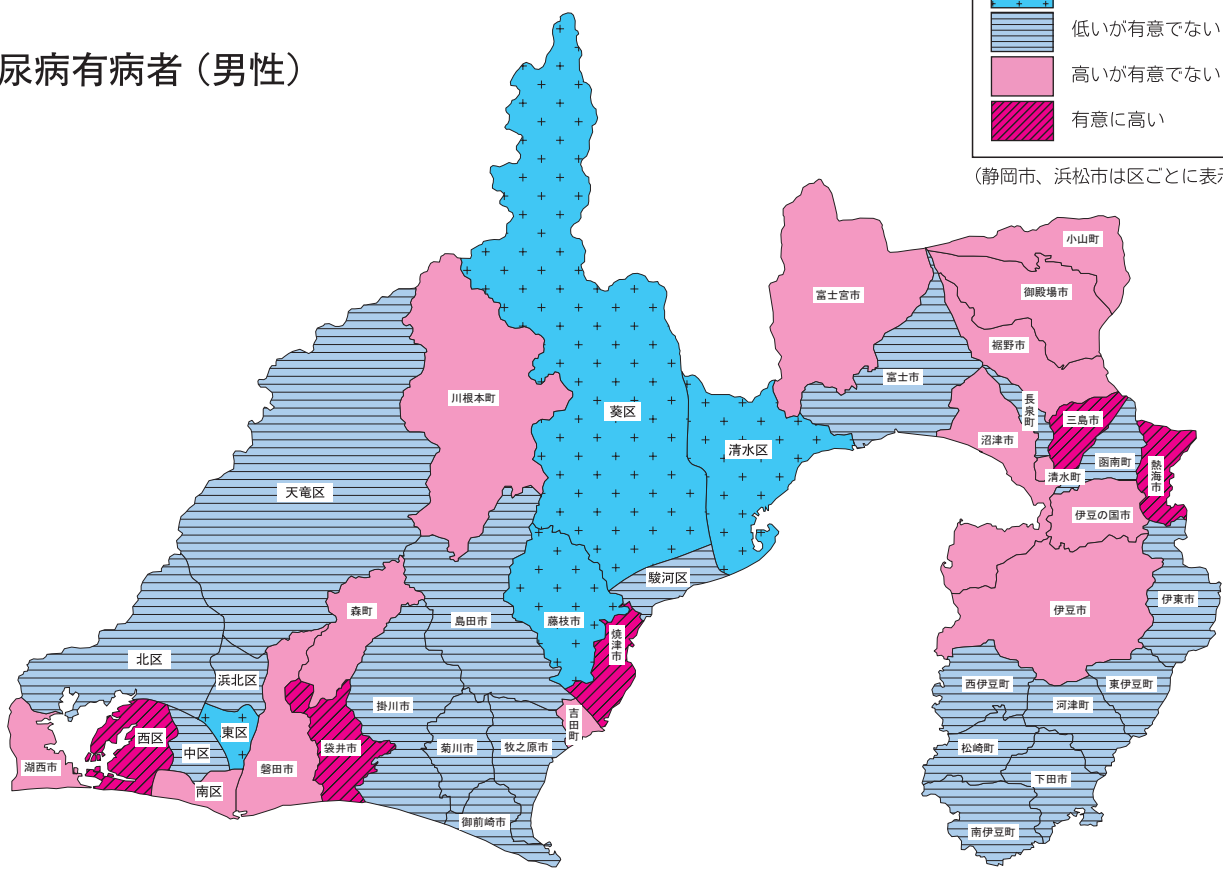 尿病有病者（男性）
低いが有意でない
高いが有意でない
有意に高い
（静岡市、浜松市は区ごとに表示
小山町
御殿場市
富士宮市
裾野市
富士市
川根本町
長泉町
葵区
三島市
沼津市
清水区
函南町
熱海市
清水町
天竜区
伊豆の国市
駿河区
伊東市
森町
伊豆市
島田市
藤枝市
焼津市
北区
浜北区
西伊豆町
東伊豆町
河津町
掛川市
吉田町
東区
西区
袋井市
菊川市
牧之原市
松崎町
中区
湖西市
磐田市
下田市
南区
御前崎市
南伊豆町